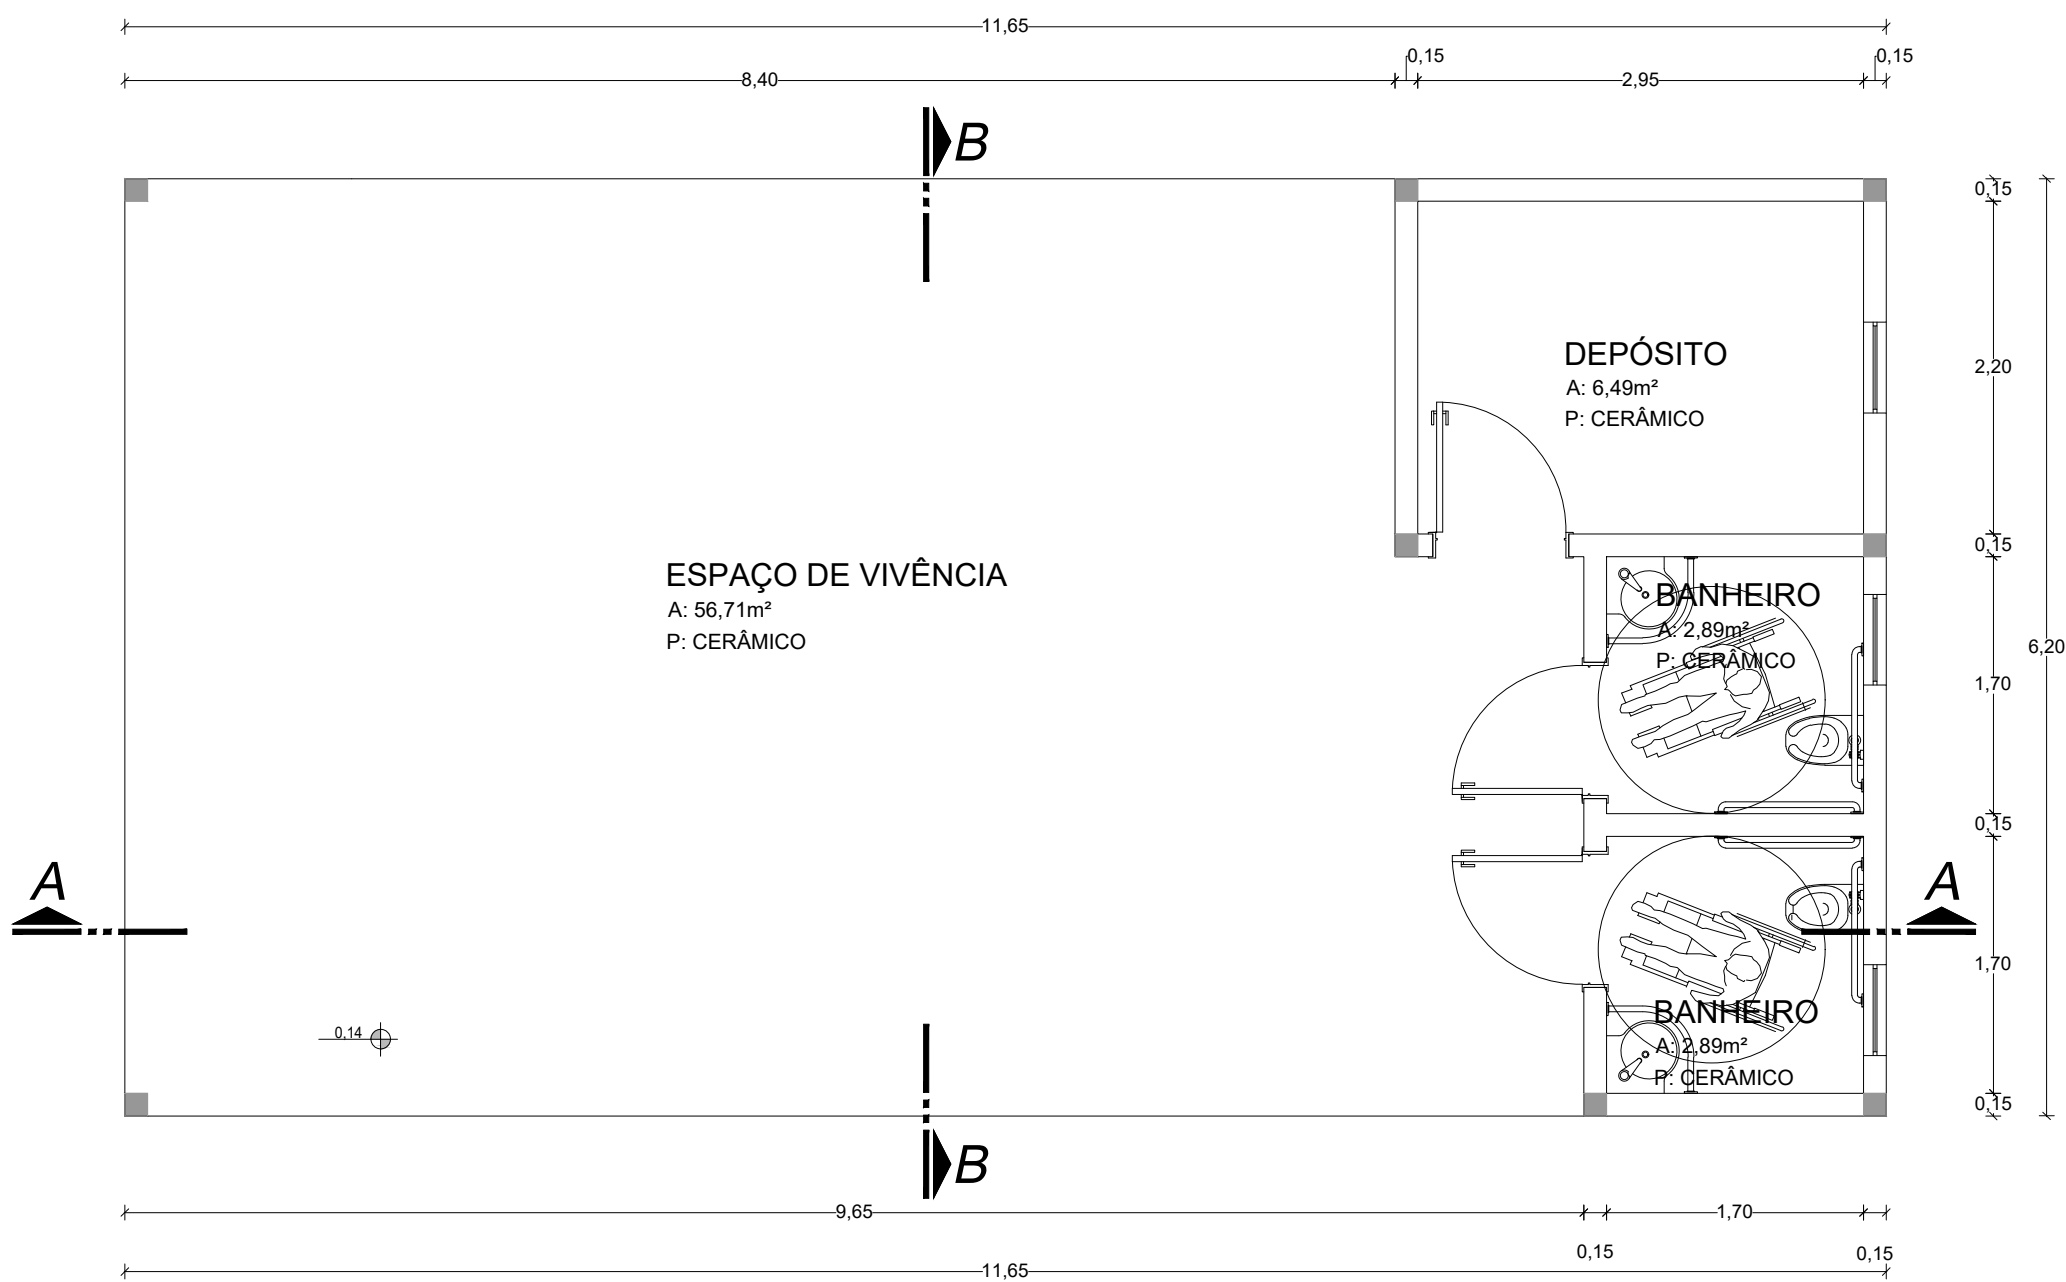 11,65
0,15
0,15
8,40
2,95
B
0,15
DEPÓSITO
A: 6,49m²
P: CERÂMICO
2,20
0,15
ESPAÇO DE VIVÊNCIA
A: 56,71m²
P: CERÂMICO
BANHEIRO
A: 2,89m²
P: CERÂMICO
6,20
1,70
0,15
A
A
1,70
0,14
BANHEIRO
A: 2,89m²
P: CERÂMICO
0,15
B
9,65
1,70
0,15
0,15
11,65